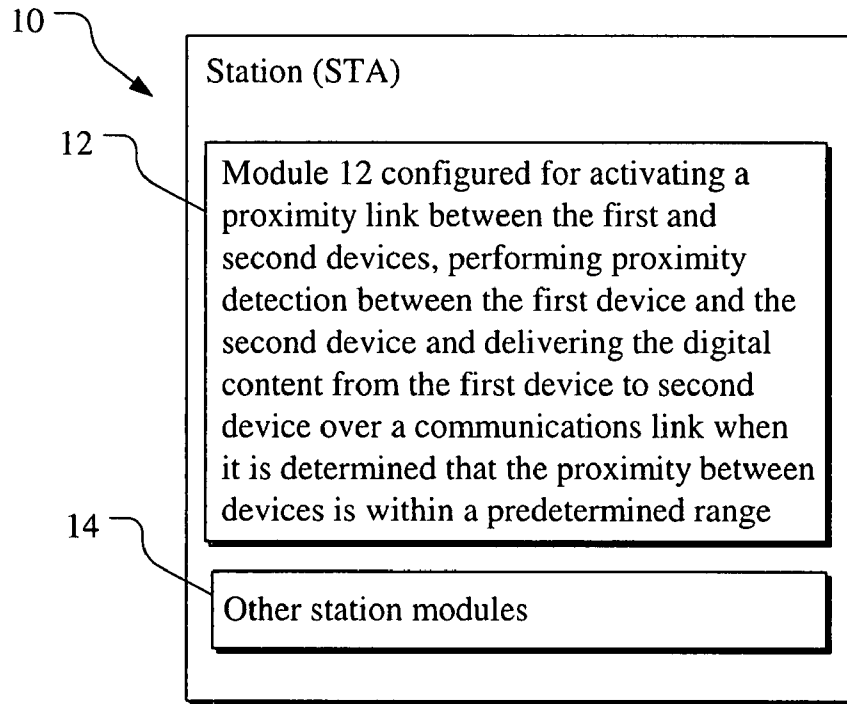 10
Station (STA)
12
Module 12 configured for activating a
proximity link between the first and
second devices, performing proximity
detection between the first device and the
second device and delivering the digital
content from the first device to second
device over a communications link when
it is determined that the proximity between
devices is within a predetermined range
14
Other station modules